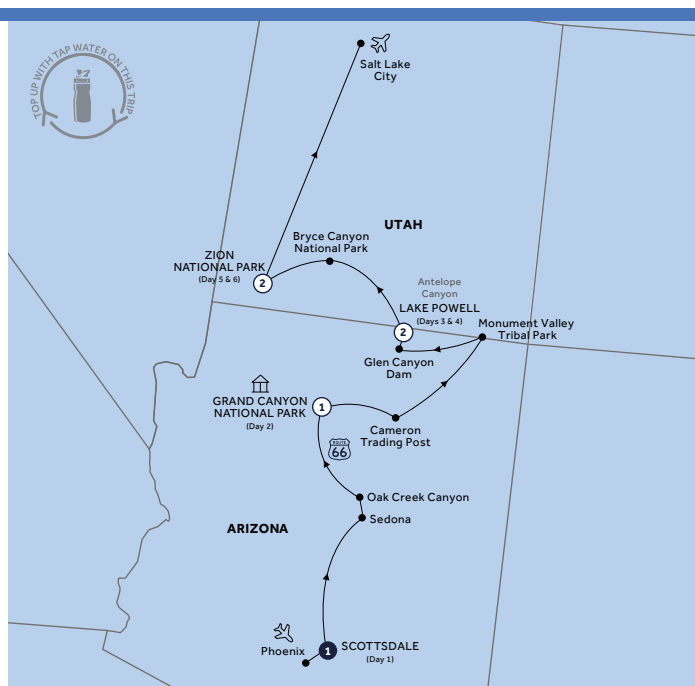 TOP UP WITH TAP WATER ON THIS TRIP
Salt Lake
City
UTAH
Bryce Canyon
National Park
ZION
NATIONAL PARK
(Day 5 & 6)
2
Antelope
Canyon
LAKE POWELL
(Days 3 & 4)
2
Monument Valley
Tribal Park
Glen Canyon
Dam
GRAND CANYON
NATIONAL PARK
(Day 2)
1
Cameron
Trading Post
ROUTE
66
Oak Creek Canyon
Sedona
ARIZONA
Phoenix
1
SCOTTSDALE
(Day 1)